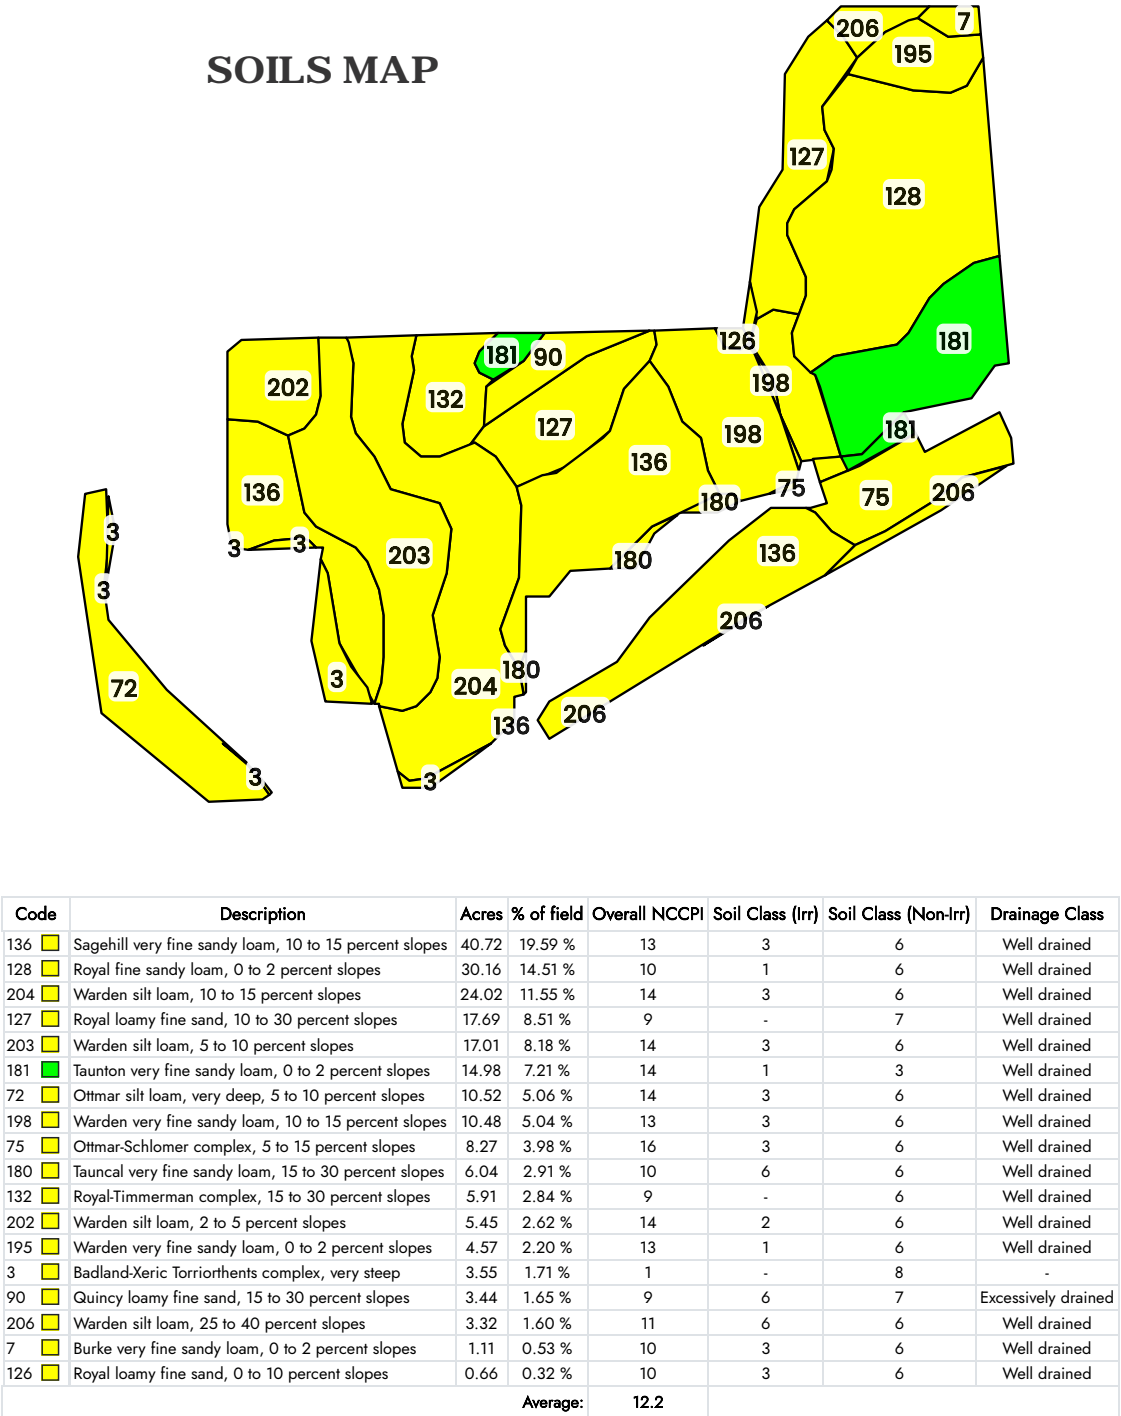 SOILS MAP
206
7
195
127
128
126
181
181
90
202
198
132
127
198
181
136
136
180
75
75
206
3
3
3
203
180
136
3
206
3
72
204
180
206
136
3
3
Code Description Acres % of field Overall NCCPI Soil Class (Irr) Soil Class (Non-Irr) Drainage Class
136 Sagehill very fine sandy loam, 10 to 15 percent slopes 40.72 19.59 % 13 3 6 Well drained
128 Royal fine sandy loam, 0 to 2 percent slopes 30.16 14.51 % 10 1 6 Well drained
204 Warden silt loam, 10 to 15 percent slopes 24.02 11.55 % 14 3 6 Well drained
127 Royal loamy fine sand, 10 to 30 percent slopes 17.69 8.51 % 9 - 7 Well drained
203 Warden silt loam, 5 to 10 percent slopes 17.01 8.18 % 14 3 6 Well drained
181 Taunton very fine sandy loam, 0 to 2 percent slopes 14.98 7.21 % 14 1 3 Well drained
72 Ottmar silt loam, very deep, 5 to 10 percent slopes 10.52 5.06 % 14 3 6 Well drained
198 Warden very fine sandy loam, 10 to 15 percent slopes 10.48 5.04 % 13 3 6 Well drained
75 Ottmar-Schlomer complex, 5 to 15 percent slopes 8.27 3.98 % 16 3 6 Well drained
180 Tauncal very fine sandy loam, 15 to 30 percent slopes 6.04 2.91 % 10 6 6 Well drained
132 Royal-Timmerman complex, 15 to 30 percent slopes 5.91 2.84 % 9 - 6 Well drained
202 Warden silt loam, 2 to 5 percent slopes 5.45 2.62 % 14 2 6 Well drained
195 Warden very fine sandy loam, 0 to 2 percent slopes 4.57 2.20 % 13 1 6 Well drained
3 Badland-Xeric Torriorthents complex, very steep 3.55 1.71 % 1 - 8 -
90 Quincy loamy fine sand, 15 to 30 percent slopes 3.44 1.65 % 9 6 7 Excessively drained
206 Warden silt loam, 25 to 40 percent slopes 3.32 1.60 % 11 6 6 Well drained
7 Burke very fine sandy loam, 0 to 2 percent slopes 1.11 0.53 % 10 3 6 Well drained
126 Royal loamy fine sand, 0 to 10 percent slopes 0.66 0.32 % 10 3 6 Well drained
Average: 12.2